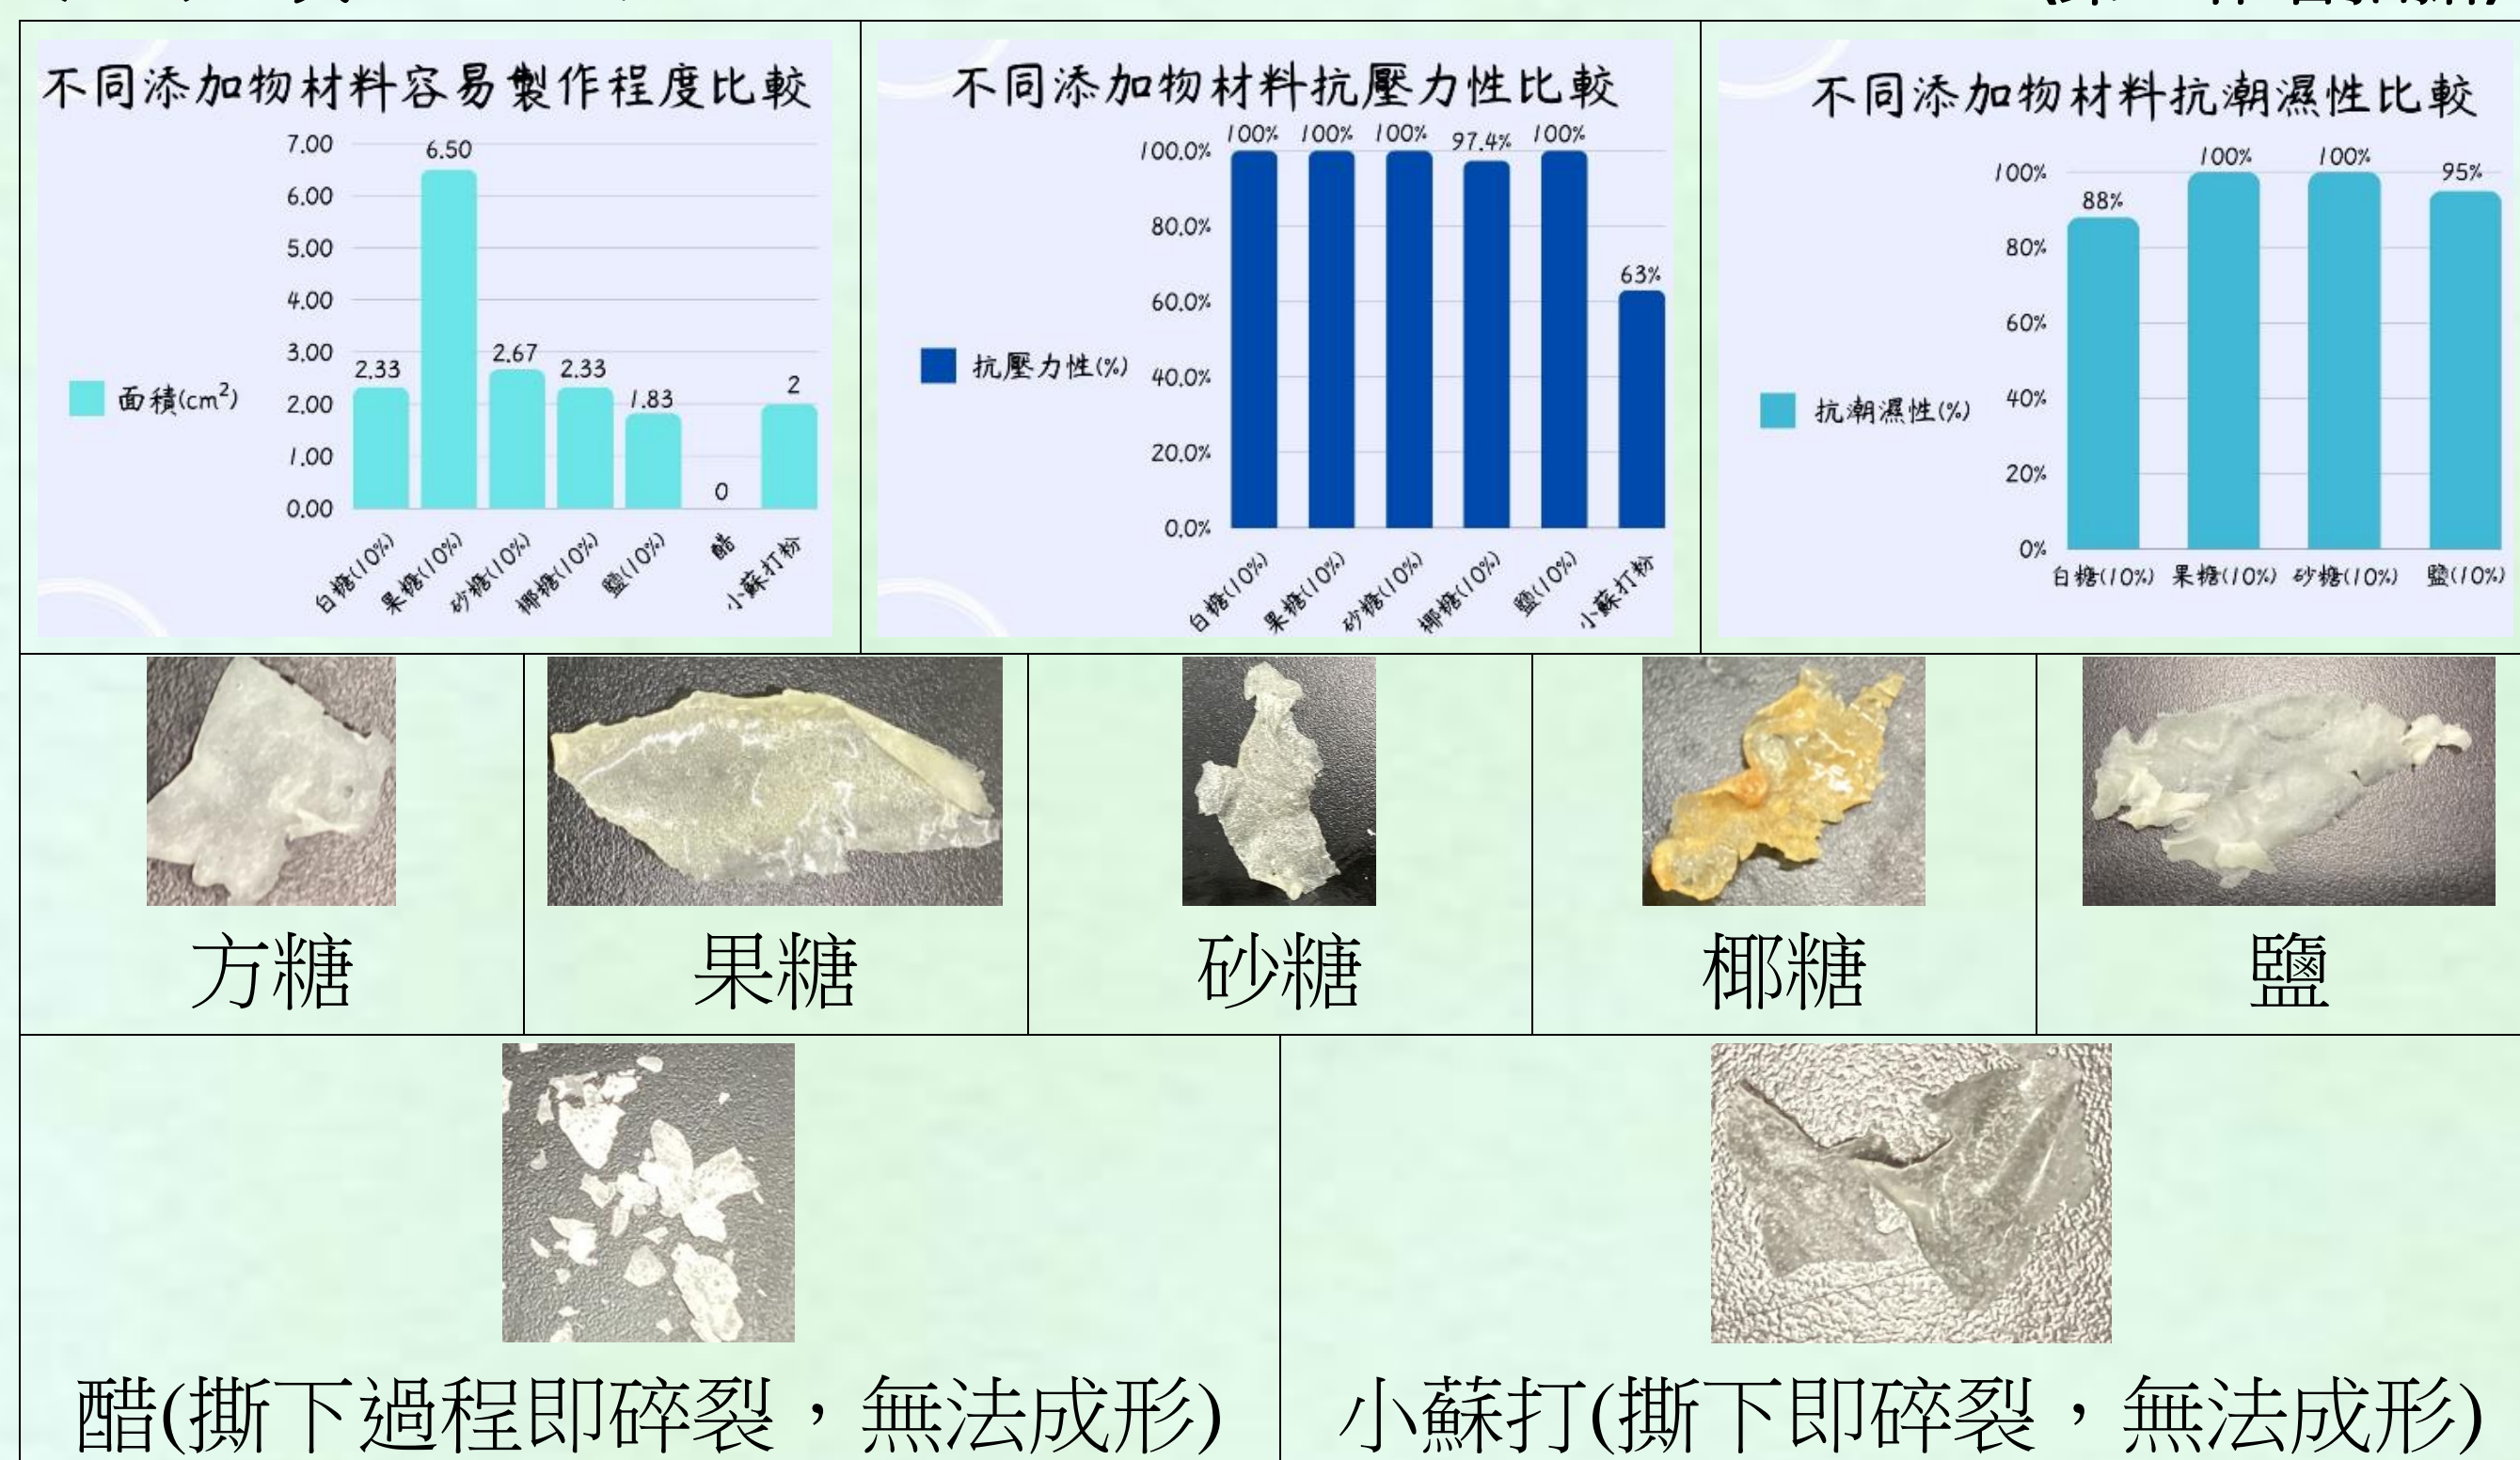 不同添加物材料容易製作程度比較
7.00
6.00
5.00
4.00
3.00
2.00
1.00
0.00
面積(cm²)
2.33
6.50
2.67
2.33
1.83
0
2
白糖(10%)
果糖(10%)
砂糖(10%)
椰糖(10%)
鹽(10%)
醋
小蘇打粉
不同添加物材料抗壓力性比較
100.0%
80.0%
60.0%
40.0%
20.0%
0.0%
抗壓力性(%)
100%
100%
100%
97.4%
100%
63%
白糖(10%)
果糖(10%)
砂糖(10%)
椰糖(10%)
鹽(10%)
小蘇打粉
不同添加物材料抗潮濕性比較
100%
80%
60%
40%
20%
0%
抗潮濕性(%)
88%
100%
100%
95%
白糖(10%)
果糖(10%)
砂糖(10%)
鹽(10%)
方糖
果糖
砂糖
椰糖
鹽
醋(撕下過程即碎裂，無法成形)
小蘇打(撕下即碎裂，無法成形)